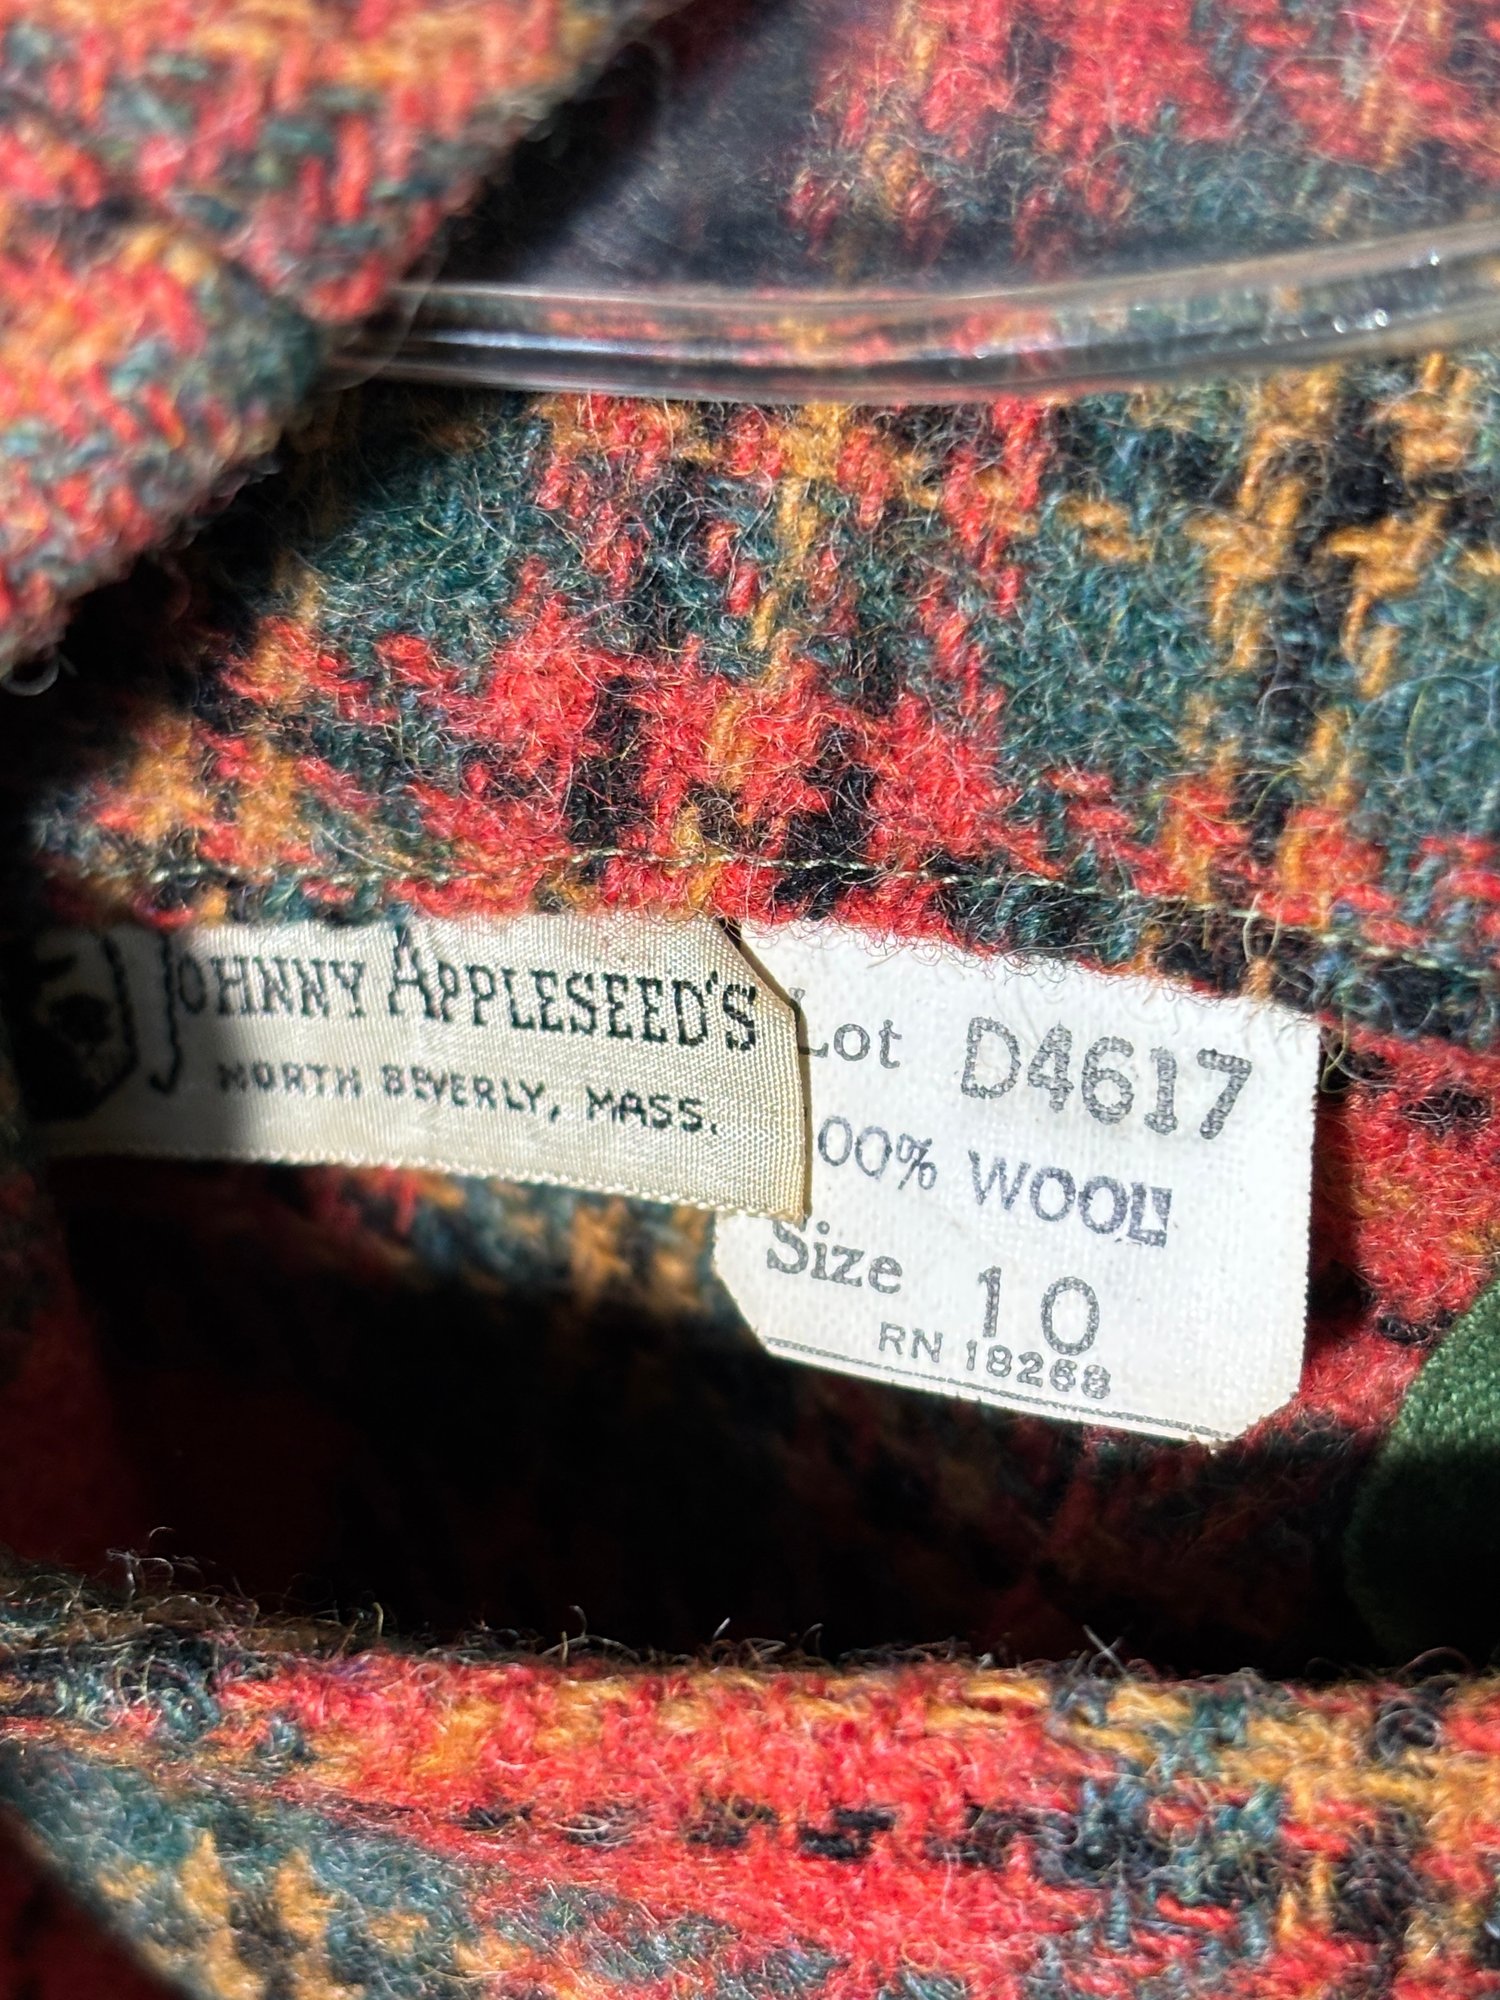 JOHNNY APPLESEED'S
NORTH BEVERLY, MASS.
Lot D4617
00% WOOL
Size 10
RN 18268